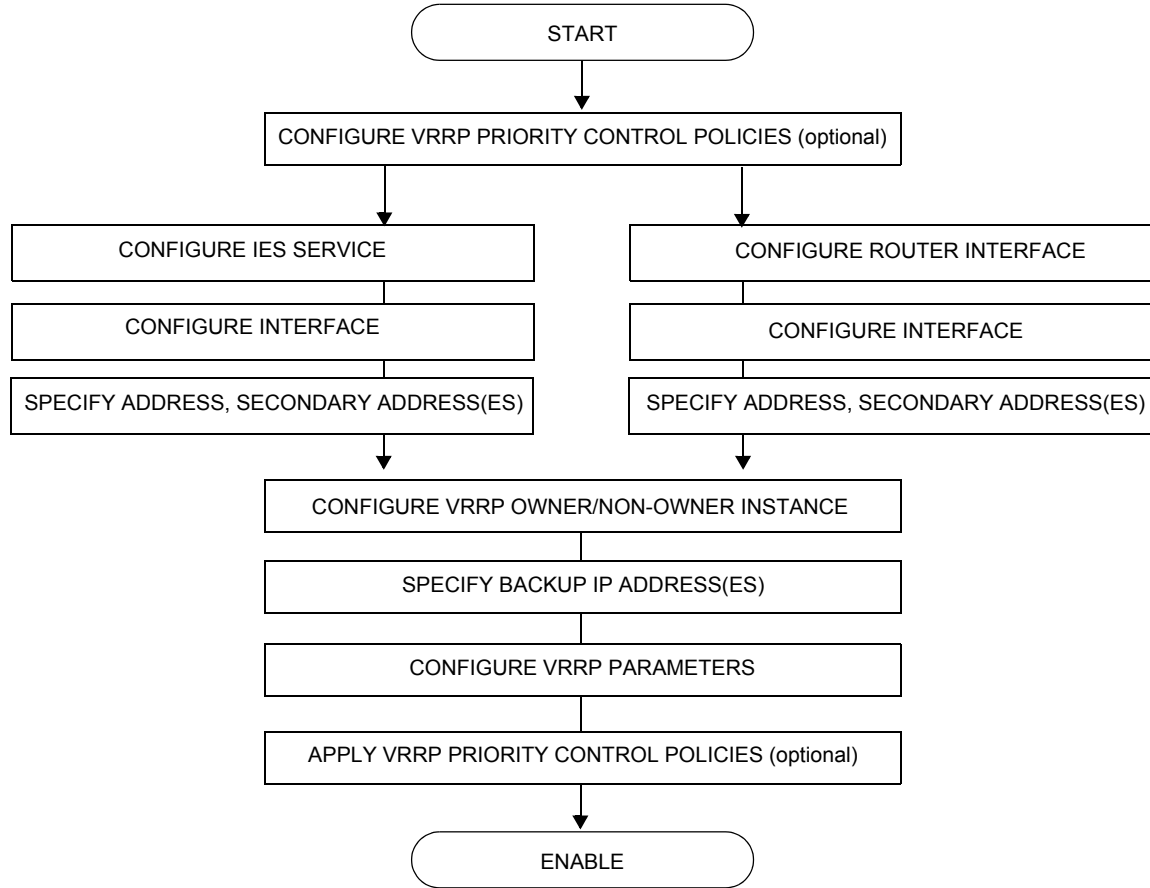 START
CONFIGURE VRRP PRIORITY CONTROL POLICIES (optional)
CONFIGURE IES SERVICE
CONFIGURE ROUTER INTERFACE
CONFIGURE INTERFACE
CONFIGURE INTERFACE
SPECIFY ADDRESS, SECONDARY ADDRESS(ES)
SPECIFY ADDRESS, SECONDARY ADDRESS(ES)
CONFIGURE VRRP OWNER/NON-OWNER INSTANCE
SPECIFY BACKUP IP ADDRESS(ES)
CONFIGURE VRRP PARAMETERS
APPLY VRRP PRIORITY CONTROL POLICIES (optional)
ENABLE